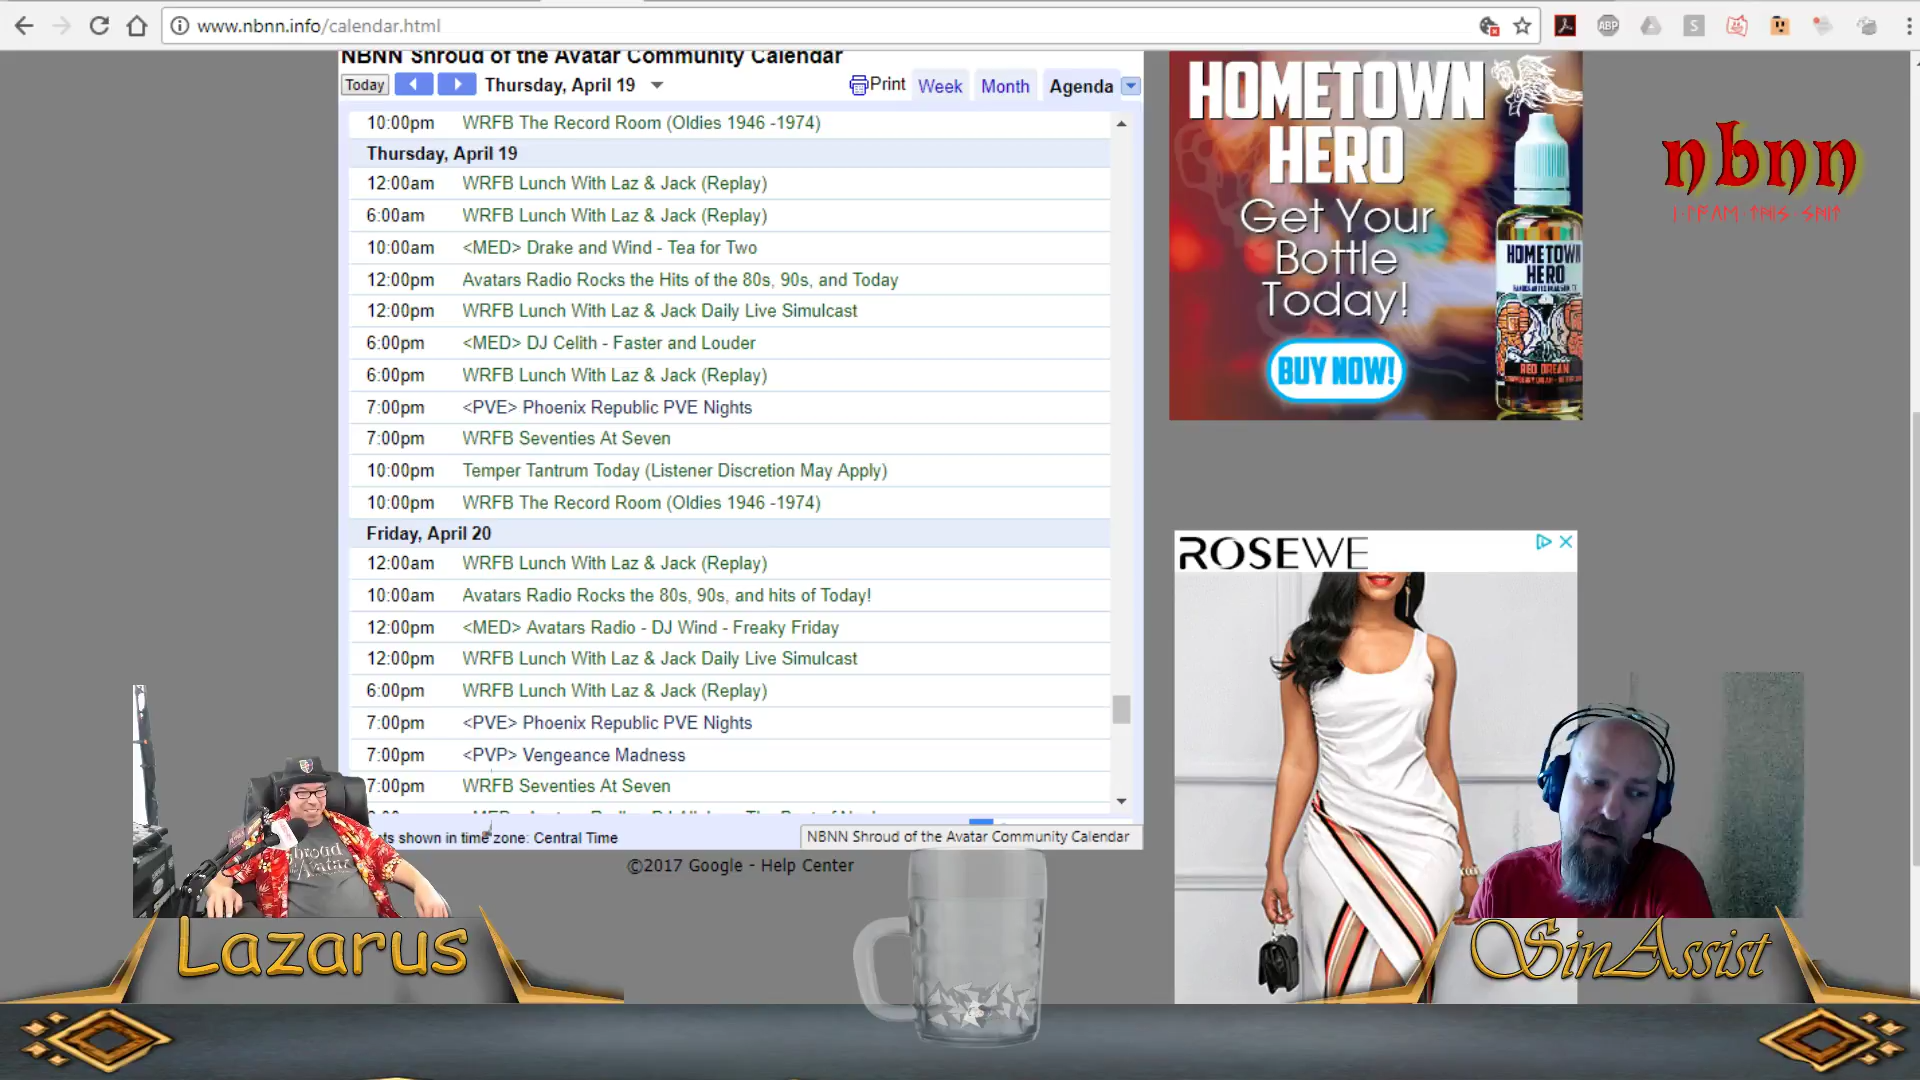 www.nbnn.info/calendar.html
ABP
S
NBNN Shroud of the Avatar Community Calendar
Today
Thursday, April 19
Print
Week
Month
Agenda
10:00pm WRFB The Record Room (Oldies 1946 -1974)
Thursday, April 19
12:00am WRFB Lunch With Laz & Jack (Replay)
6:00am WRFB Lunch With Laz & Jack (Replay)
10:00am <MED> Drake and Wind - Tea for Two
12:00pm Avatars Radio Rocks the Hits of the 80s, 90s, and Today
12:00pm WRFB Lunch With Laz & Jack Daily Live Simulcast
6:00pm <MED> DJ Celith - Faster and Louder
6:00pm WRFB Lunch With Laz & Jack (Replay)
7:00pm <PVE> Phoenix Republic PVE Nights
7:00pm WRFB Seventies At Seven
10:00pm Temper Tantrum Today (Listener Discretion May Apply)
10:00pm WRFB The Record Room (Oldies 1946 -1974)
Friday, April 20
12:00am WRFB Lunch With Laz & Jack (Replay)
10:00am Avatars Radio Rocks the 80s, 90s, and hits of Today!
12:00pm <MED> Avatars Radio - DJ Wind - Freaky Friday
12:00pm WRFB Lunch With Laz & Jack Daily Live Simulcast
6:00pm WRFB Lunch With Laz & Jack (Replay)
7:00pm <PVE> Phoenix Republic PVE Nights
7:00pm <PVP> Vengeance Madness
7:00pm WRFB Seventies At Seven
ts shown in time zone: Central Time
NBNN Shroud of the Avatar Community Calendar
©2017 Google - Help Center
HOMETOWN
HERO
Get Your
Bottle
Today!
BUY NOW!
HOMETOWN
HERO
RED DREAM
nbnn
ROSEWE
Shroud
Avatar
Lazarus
SinAssist